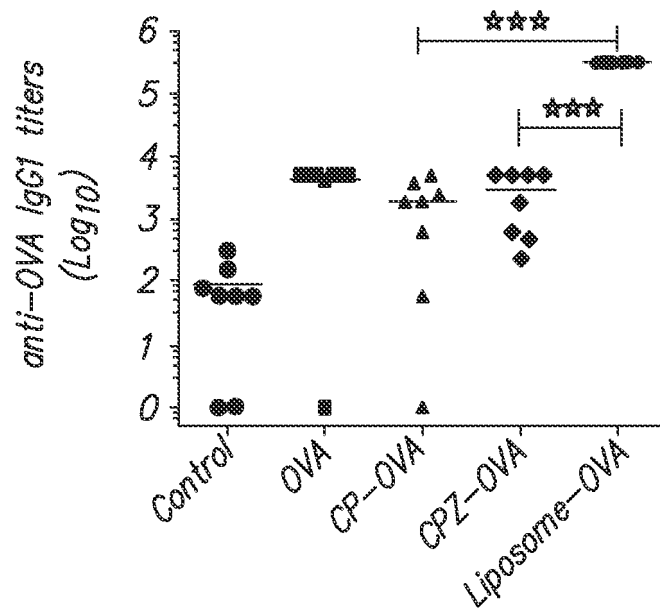 ☆☆☆
6
5
☆☆☆
4
3
2
1
0
anti-OVA IgG1 titers
(Log10)
Control
OVA
CP-OVA
CPZ-OVA
Liposome-OVA